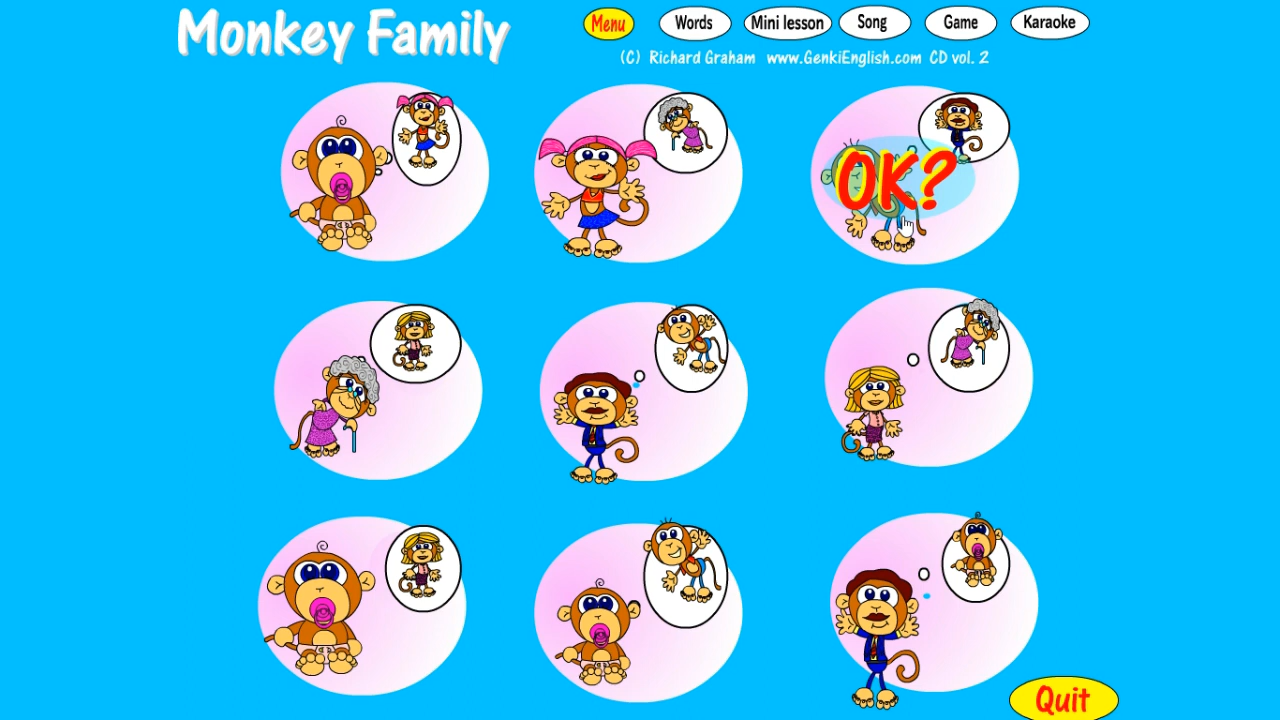 Monkey Family
Menu
Words
Mini lesson
Song
Game
Karaoke
(C) Richard Graham www.GenkiEnglish.com CD vol. 2
OK?
Quit